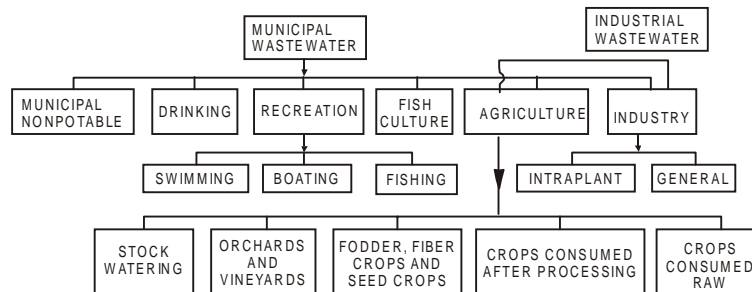 MUNICIPAL
WASTEWATER
INDUSTRIAL
WASTEWATER
MUNICIPAL
NONPOTABLE
DRINKING
RECREATION
FISH
CULTURE
AGRICULTURE
INDUSTRY
SWIMMING
BOATING
FISHING
INTRAPLANT
GENERAL
STOCK
WATERING
ORCHARDS
AND
VINEYARDS
FODDER, FIBER
CROPS AND
SEED CROPS
CROPS CONSUMED
AFTER PROCESSING
CROPS
CONSUMED
RAW